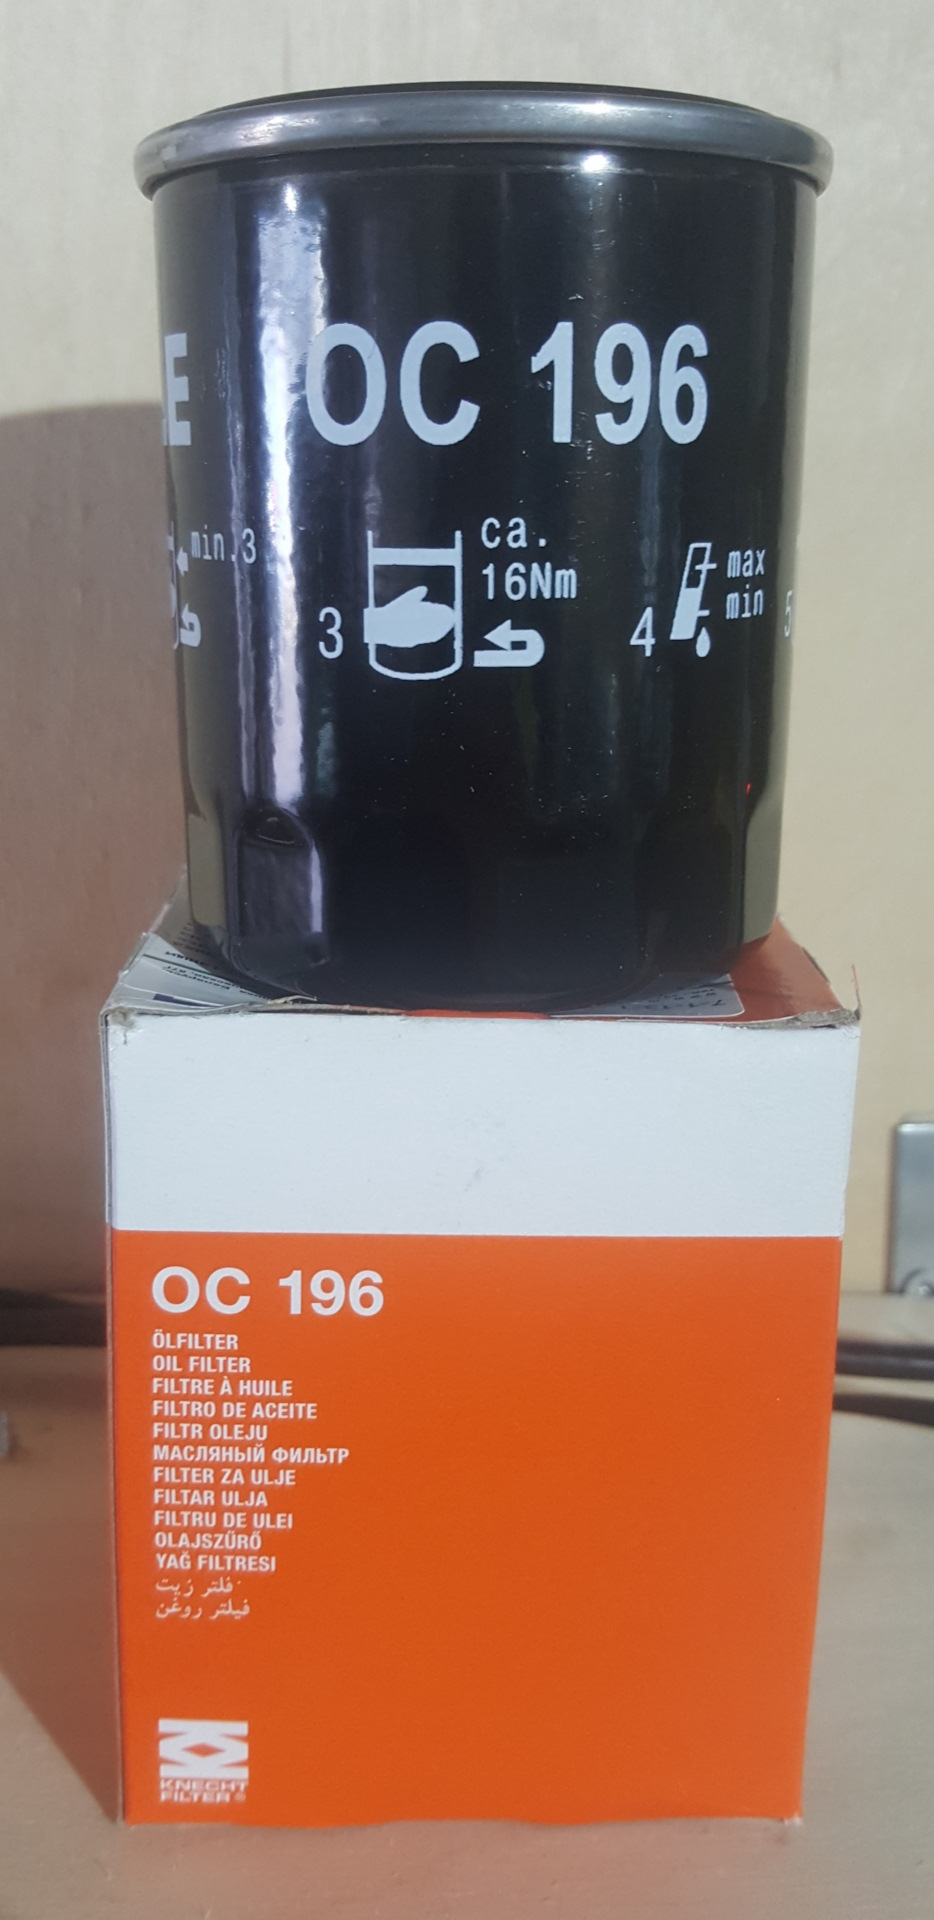 LE
OC 196
min.3
3
ca.
16Nm
4
max
min
5
OC 196
ÖLFILTER
OIL FILTER
FILTRE À HUILE
FILTRO DE ACEITE
FILTR OLEJU
МАСЛЯНЫЙ ФИЛЬТР
FILTER ZA ULJE
FILTAR ULJA
FILTRU DE ULEI
OLAJSZŰRŐ
YAĞ FILTRESI
فلتر زيت
فيلتر روغن
KNECHT
FILTER®